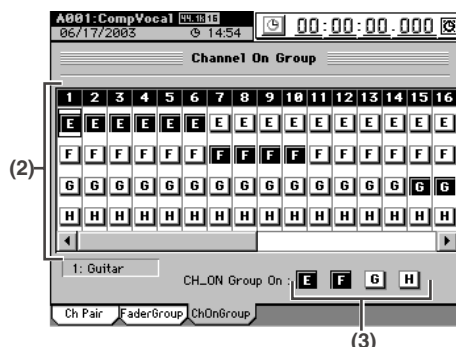 A001:CompVocal 44.1K 16
06/17/2003 14:54 00:00:00.000
Channel On Group
1 2 3 4 5 6 7 8 9 10 11 12 13 14 15 16
E E E E E E E E E E E E E E E E
F F F F F F F F F F F F F F F F
(2)
G G G G G G G G G G G G G G G G
H H H H H H H H H H H H H H H H
1: Guitar
CH_ON Group On : E F G H
Ch Pair FaderGroup ChOnGroup
(3)